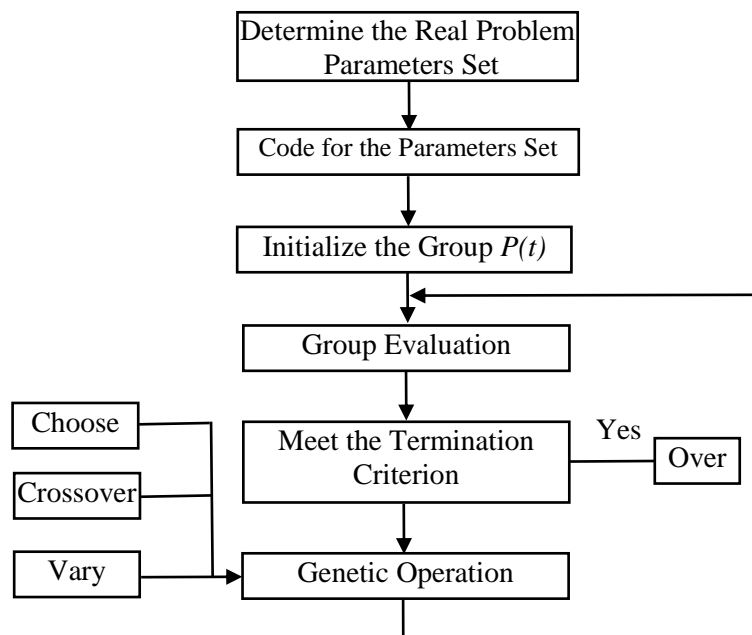 Determine the Real Problem
Parameters Set
Code for the Parameters Set
Initialize the Group P(t)
Group Evaluation
Choose
Meet the Termination
Criterion
Yes
Over
Crossover
Vary
Genetic Operation